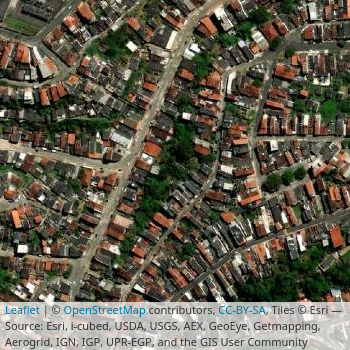 Leaflet | © OpenStreetMap contributors, CC-BY-SA, Tiles © Esri —
Source: Esri, i-cubed, USDA, USGS, AEX, GeoEye, Getmapping,
Aerogrid, IGN, IGP, UPR-EGP, and the GIS User Community